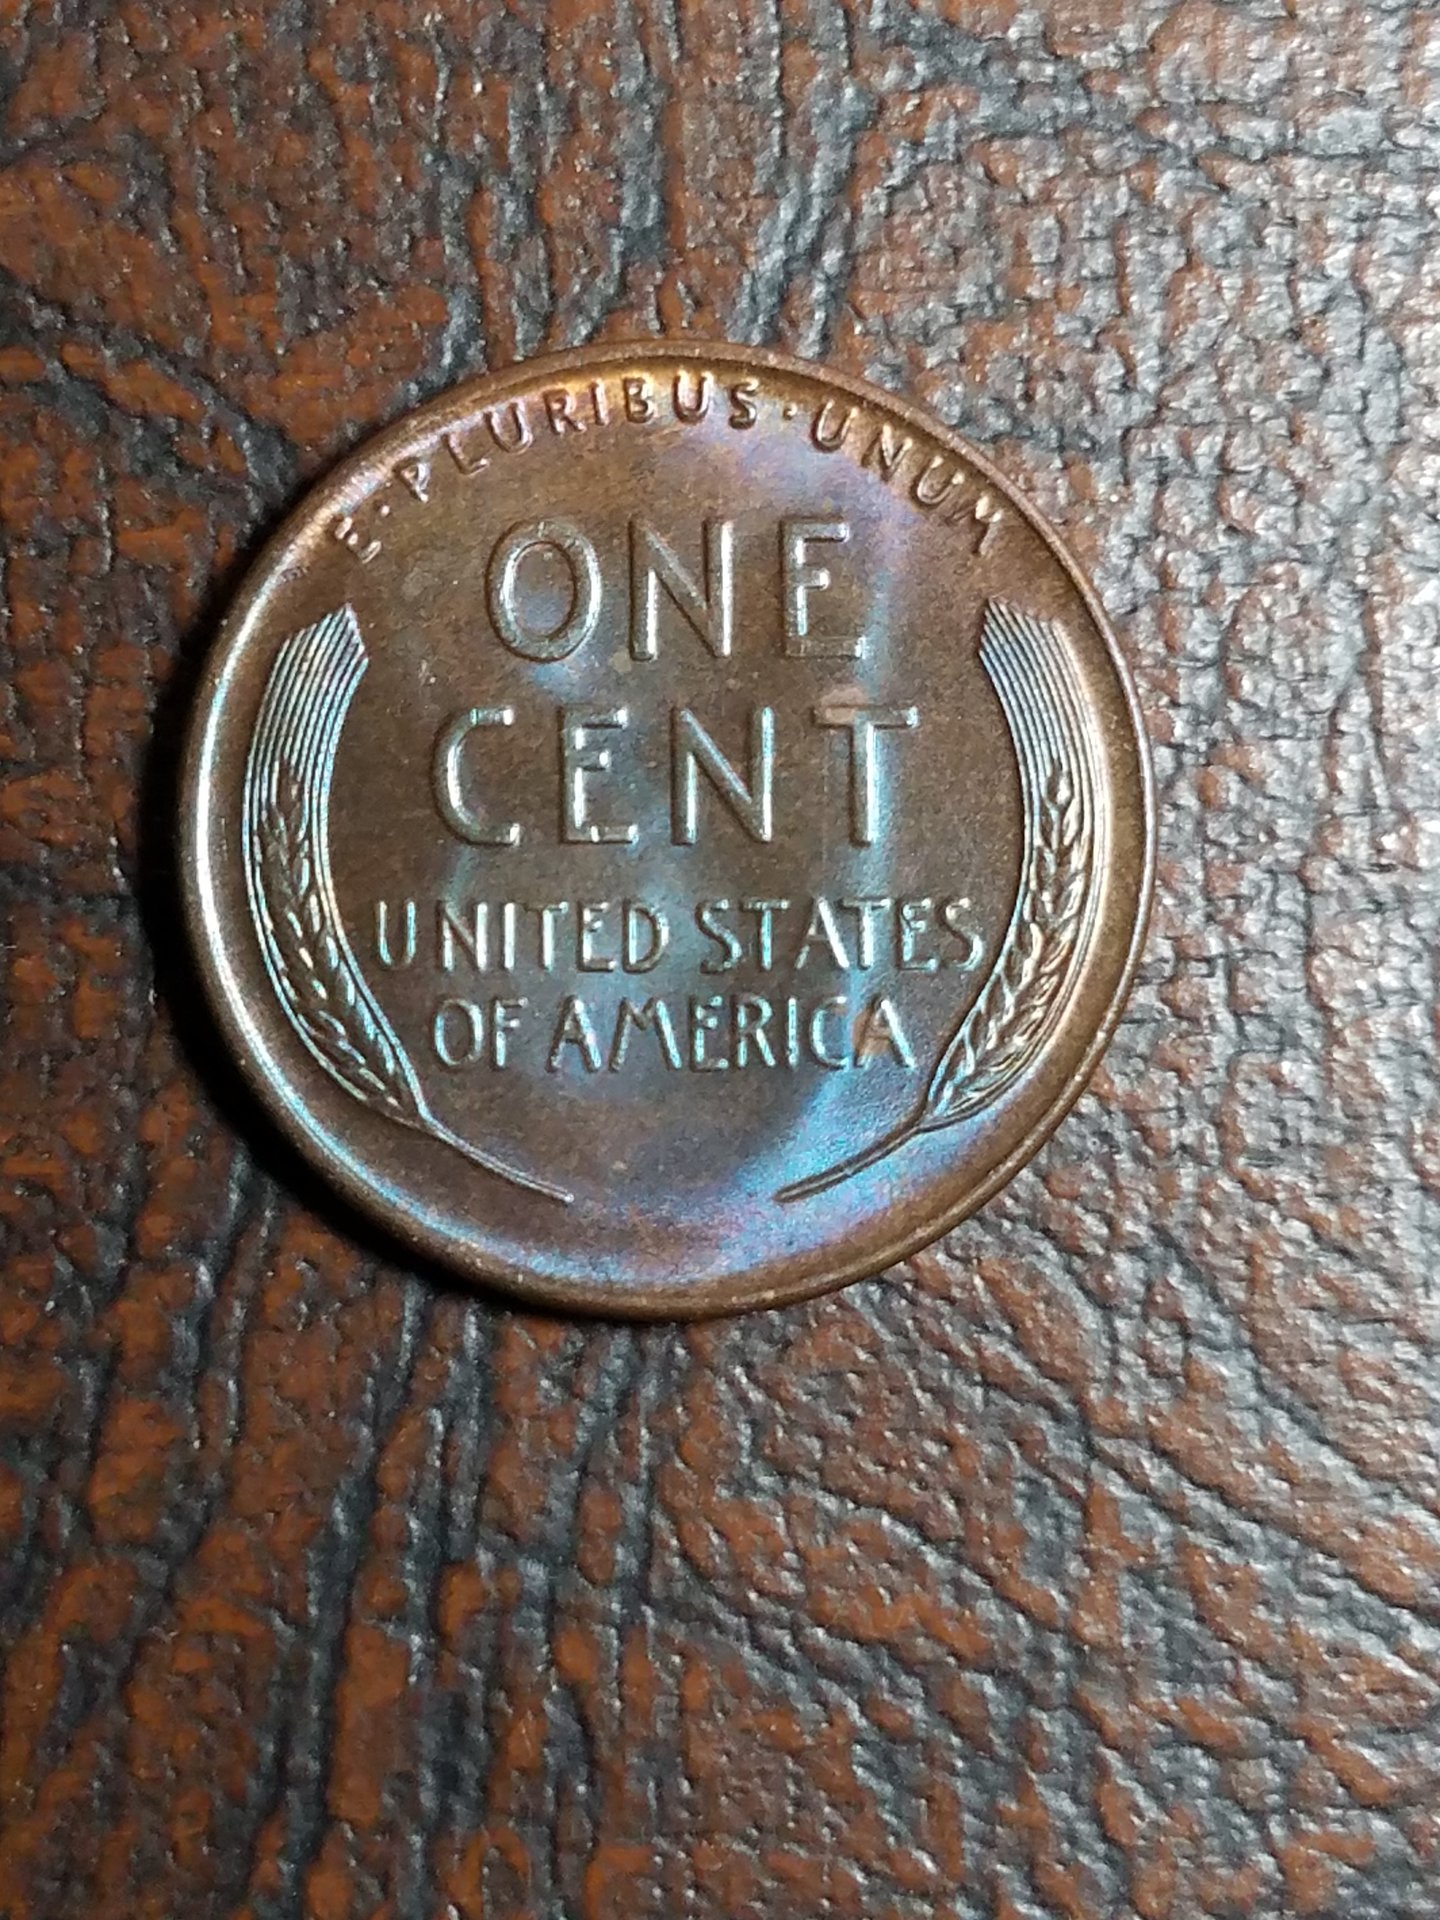 E·PLURIBUS·UNUM
ONE
CENT
UNITED STATES
OF AMERICA